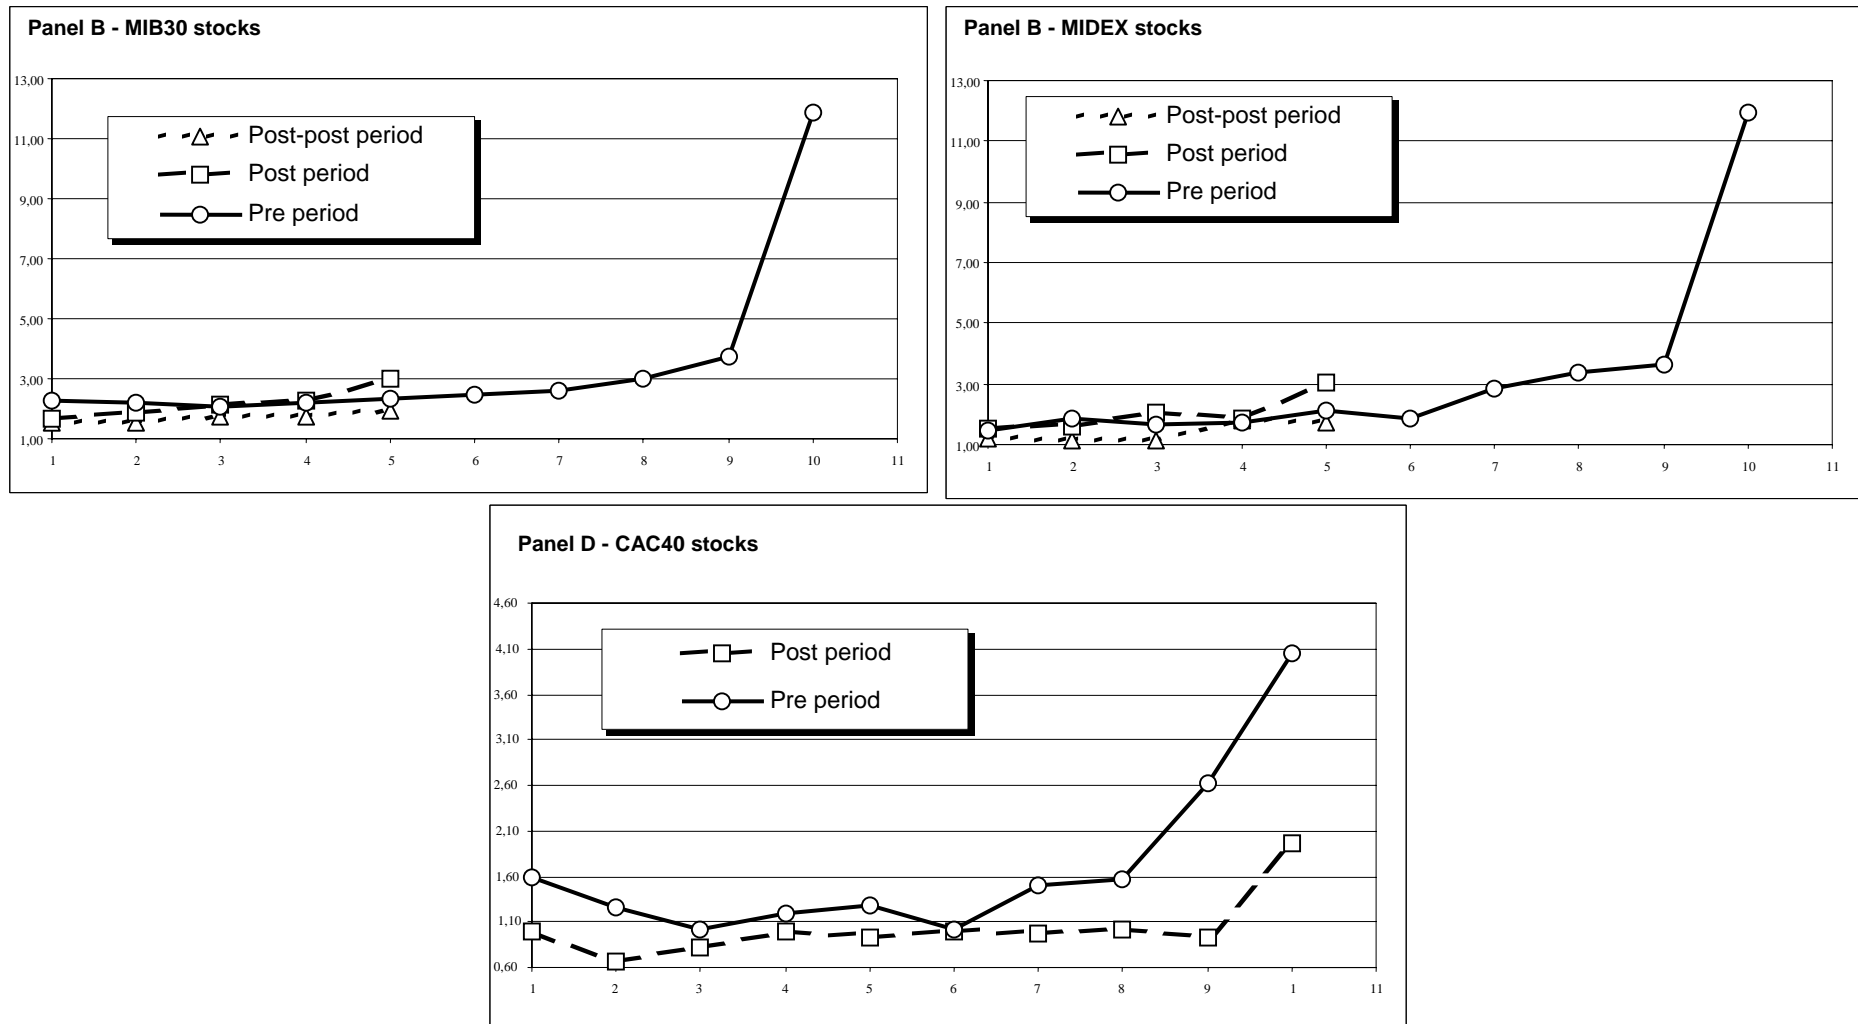 Panel B - MIB30 stocks
13,00
11,00
9,00
7,00
5,00
3,00
1,00
Post-post period
Post period
Pre period
1 2 3 4 5 6 7 8 9 10 11
Panel B - MIDEX stocks
13,00
11,00
9,00
7,00
5,00
3,00
1,00
Post-post period
Post period
Pre period
1 2 3 4 5 6 7 8 9 10 11
Panel D - CAC40 stocks
4,60
4,10
3,60
3,10
2,60
2,10
1,60
1,10
0,60
Post period
Pre period
1 2 3 4 5 6 7 8 9 1 11